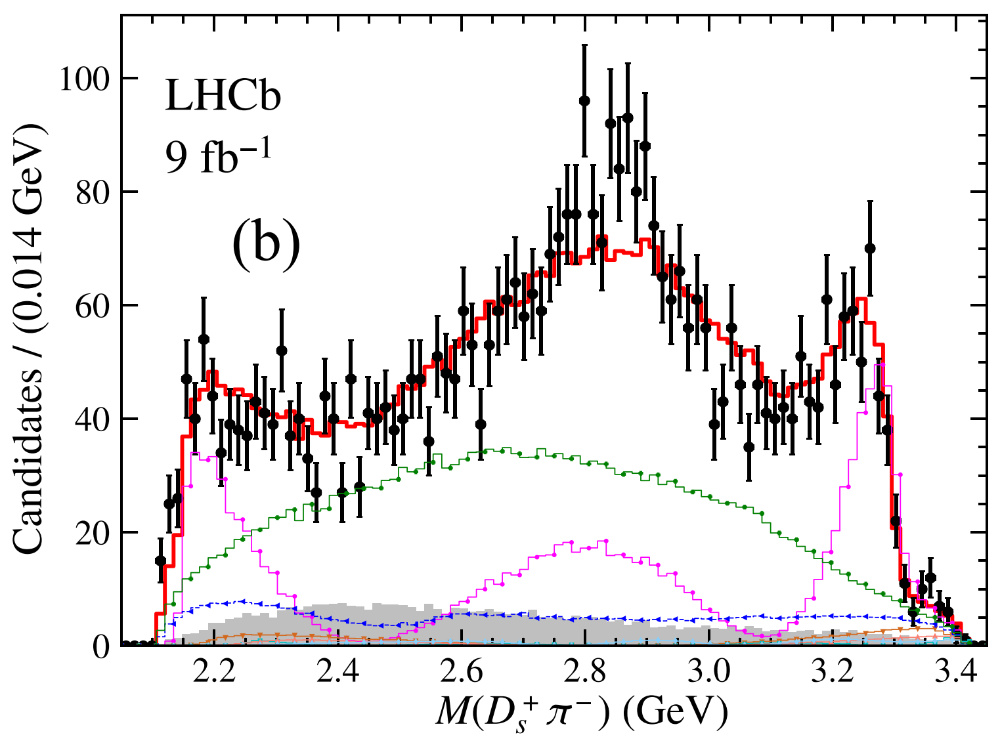 LHCb
9 fb⁻¹
(b)
Candidates / (0.014 GeV)
100
80
60
40
20
0
2.2 2.4 2.6 2.8 3.0 3.2 3.4
M(Dₛ⁺π⁻) (GeV)